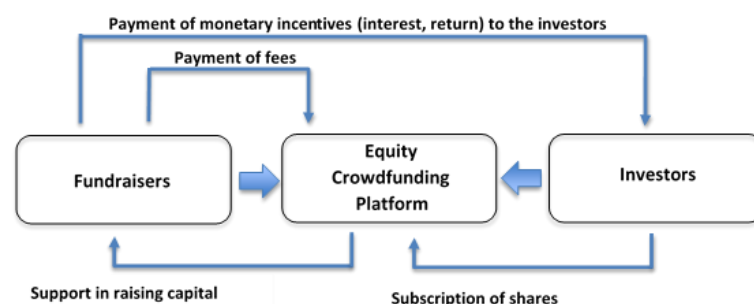 Payment of monetary incentives (interest, return) to the investors
Payment of fees
Fundraisers
Equity
Crowdfunding
Platform
Investors
Support in raising capital
Subscription of shares